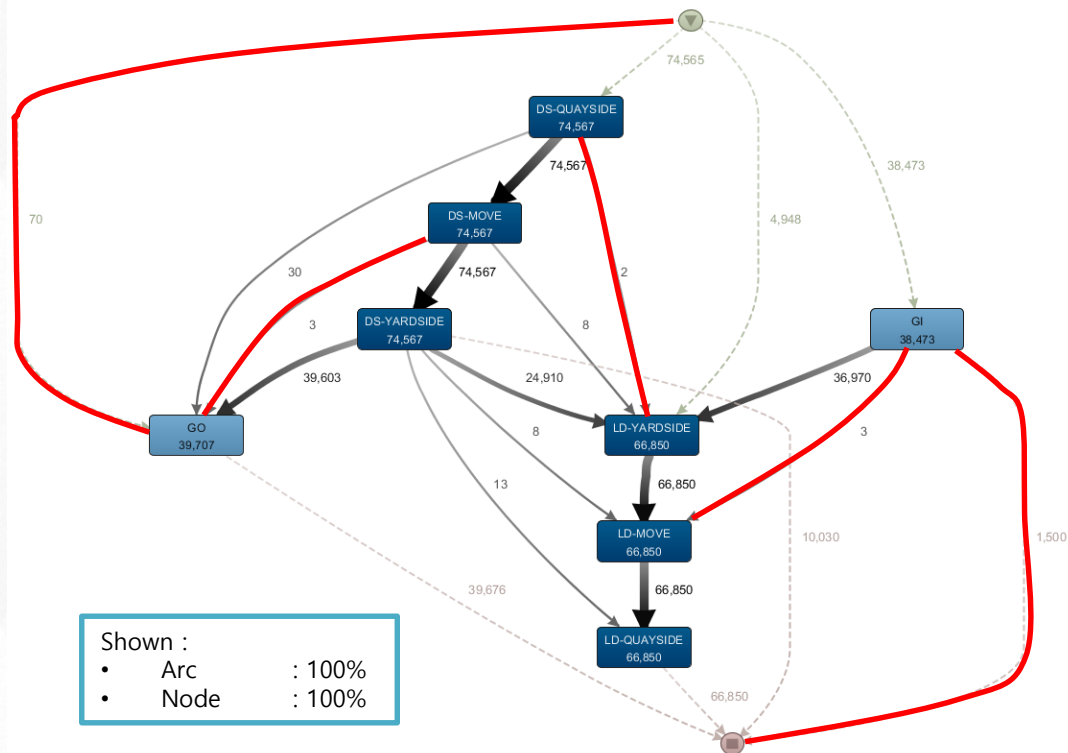 74,565
DS-QUAYSIDE
74,567
74,567
38,473
70
4,948
DS-MOVE
74,567
30
74,567
2
3
DS-YARDSIDE
74,567
8
GI
38,473
39,603
24,910
36,970
GO
39,707
LD-YARDSIDE
66,850
8
3
13
66,850
LD-MOVE
66,850
10,030
1,500
39,676
66,850
LD-QUAYSIDE
66,850
66,850
Shown :
• Arc : 100%
• Node : 100%